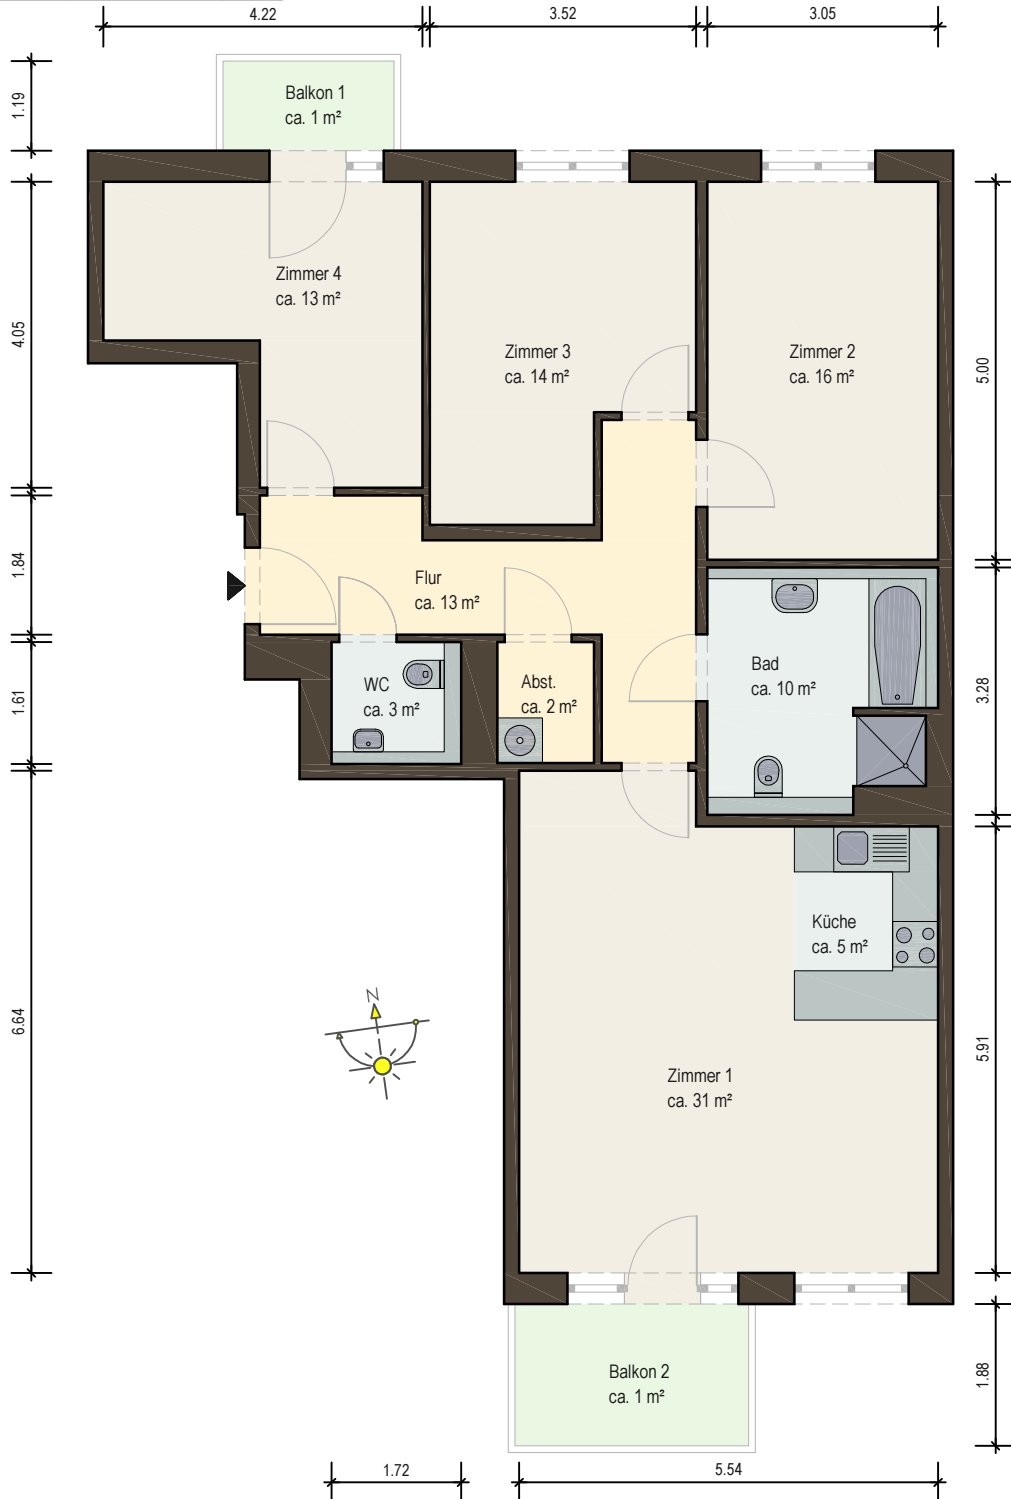 4.22
3.52
3.05
1.19
Balkon 1
ca. 1 m²
4.05
Zimmer 4
ca. 13 m²
Zimmer 3
ca. 14 m²
Zimmer 2
ca. 16 m²
5.00
1.84
Flur
ca. 13 m²
1.61
WC
ca. 3 m²
Abst.
ca. 2 m²
Bad
ca. 10 m²
3.28
Küche
ca. 5 m²
6.64
N
5.91
Zimmer 1
ca. 31 m²
Balkon 2
ca. 1 m²
1.88
1.72
5.54